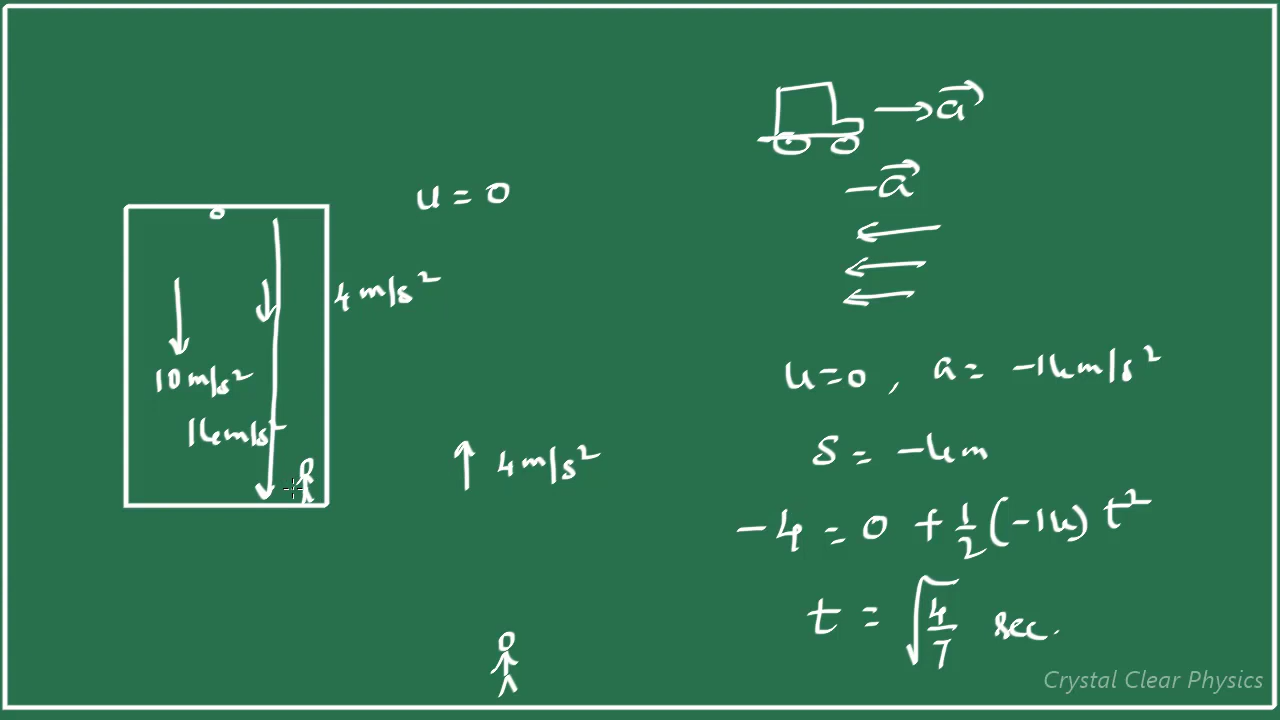 a⃗
-a⃗
u = 0
4 m/s²
10 m/s²
14 m/s²
4 m/s²
u = 0 , a = -14 m/s²
s = -4 m
-4 = 0 + 1/2 (-14) t²
t = √4/7 sec.
Crystal Clear Physics